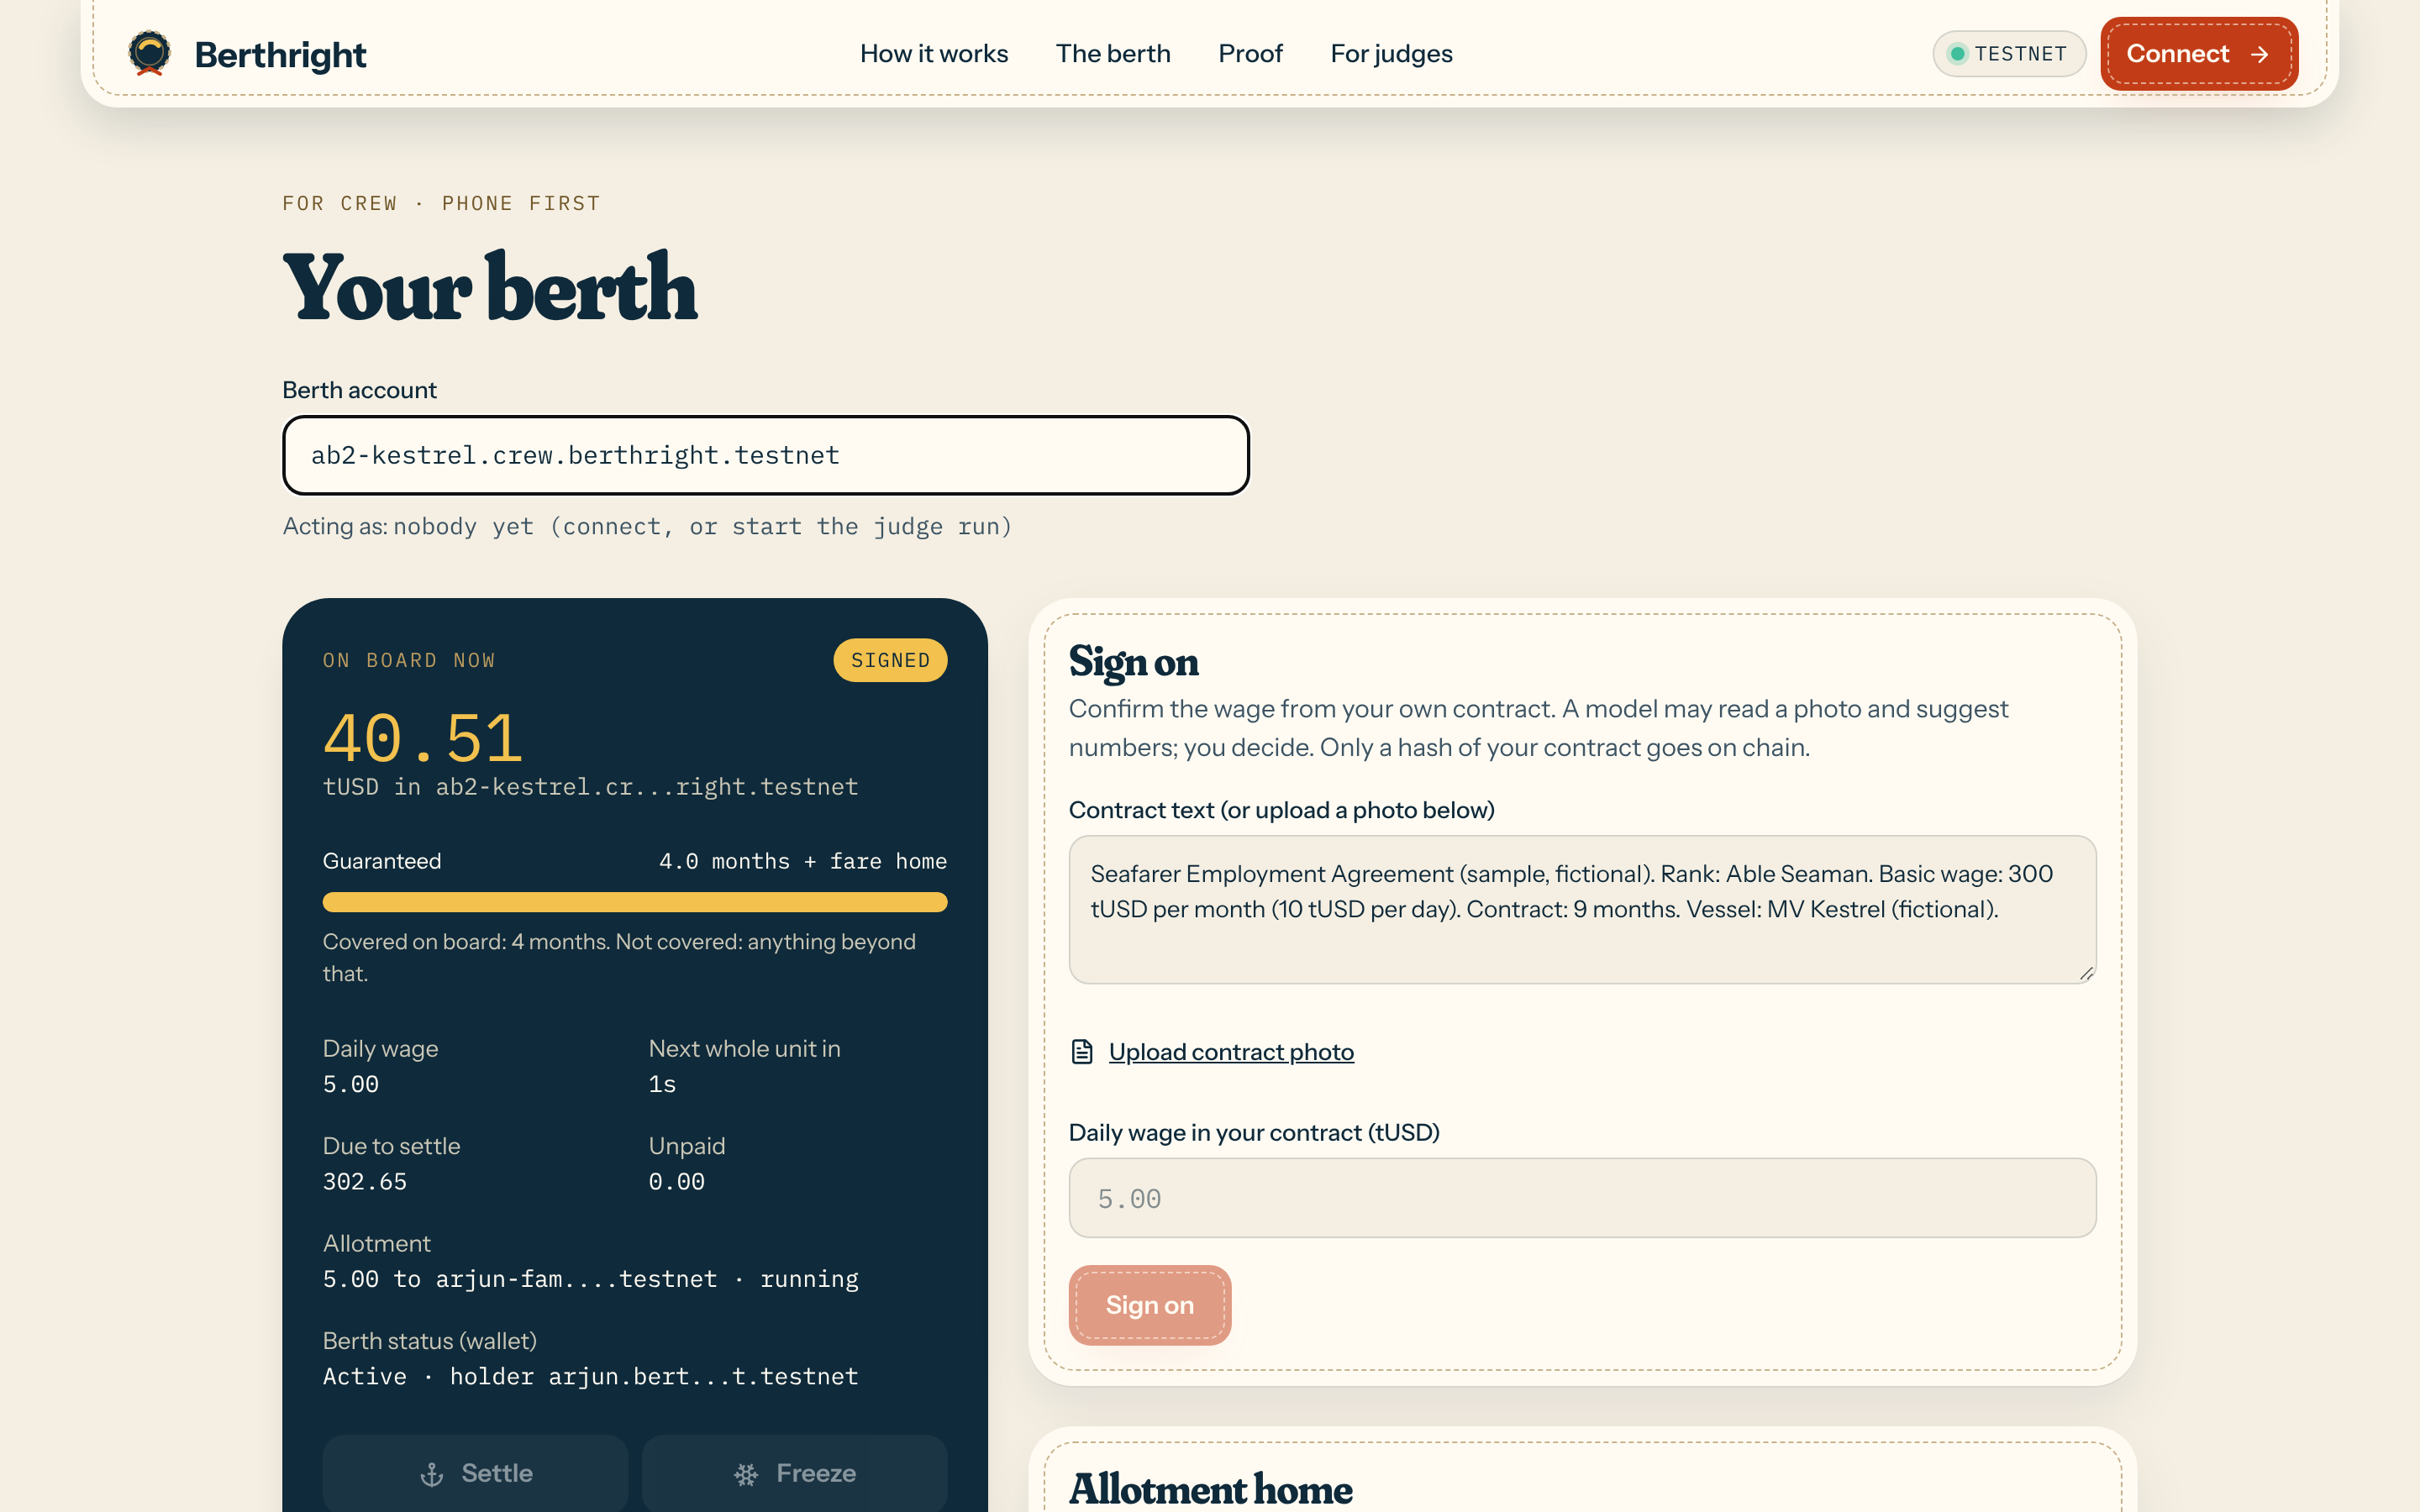 Berthright
How it works
The berth
Proof
For judges
TESTNET
Connect →
FOR CREW · PHONE FIRST
Your berth
Berth account
ab2-kestrel.crew.berthright.testnet
Acting as: nobody yet (connect, or start the judge run)
ON BOARD NOW
SIGNED
40.51
tUSD in ab2-kestrel.cr...right.testnet
Guaranteed
4.0 months + fare home
Covered on board: 4 months. Not covered: anything beyond
that.
Daily wage
5.00
Next whole unit in
1s
Due to settle
302.65
Unpaid
0.00
Allotment
5.00 to arjun-fam....testnet · running
Berth status (wallet)
Active · holder arjun.bert...t.testnet
Settle
Freeze
Sign on
Confirm the wage from your own contract. A model may read a photo and suggest
numbers; you decide. Only a hash of your contract goes on chain.
Contract text (or upload a photo below)
Seafarer Employment Agreement (sample, fictional). Rank: Able Seaman. Basic wage: 300
tUSD per month (10 tUSD per day). Contract: 9 months. Vessel: MV Kestrel (fictional).
Upload contract photo
Daily wage in your contract (tUSD)
5.00
Sign on
Allotment home